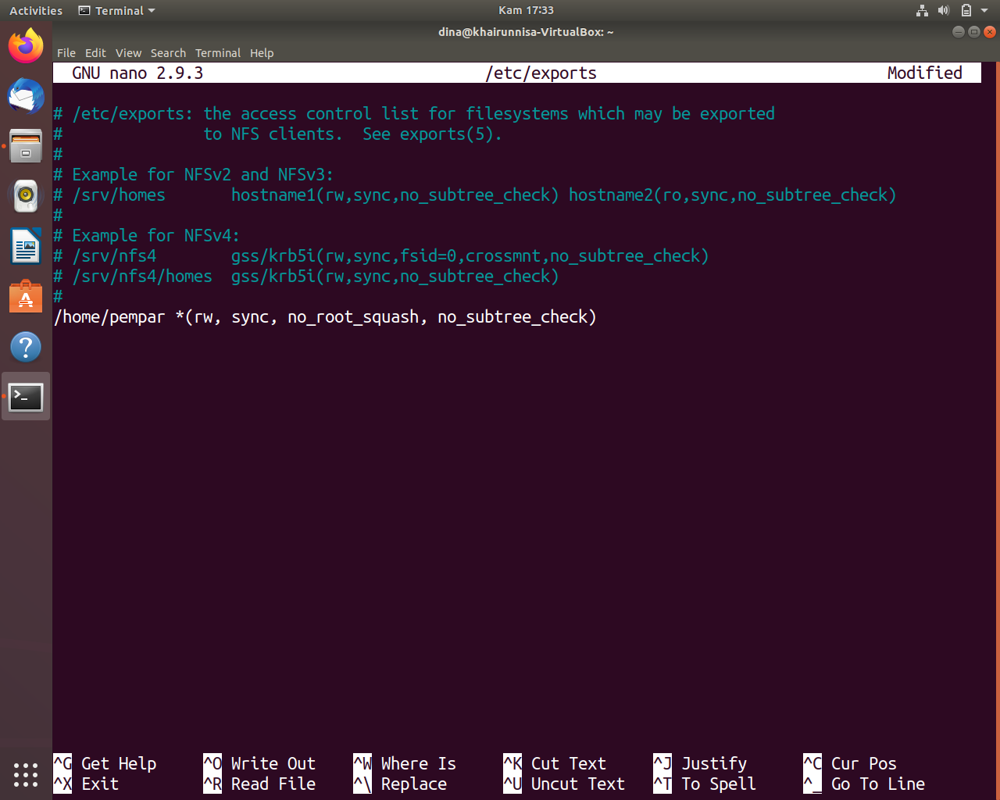 Activities Terminal Kam 17:33
dina@khairunnisa-VirtualBox: ~
File Edit View Search Terminal Help
GNU nano 2.9.3 /etc/exports Modified
# /etc/exports: the access control list for filesystems which may be exported
# to NFS clients. See exports(5).
#
# Example for NFSv2 and NFSv3:
# /srv/homes hostname1(rw,sync,no_subtree_check) hostname2(ro,sync,no_subtree_check)
#
# Example for NFSv4:
# /srv/nfs4 gss/krb5i(rw,sync,fsid=0,crossmnt,no_subtree_check)
# /srv/nfs4/homes gss/krb5i(rw,sync,no_subtree_check)
#
/home/pempar *(rw, sync, no_root_squash, no_subtree_check)
^G Get Help ^O Write Out ^W Where Is ^K Cut Text ^J Justify ^C Cur Pos
^X Exit ^R Read File ^\ Replace ^U Uncut Text ^T To Spell ^_ Go To Line